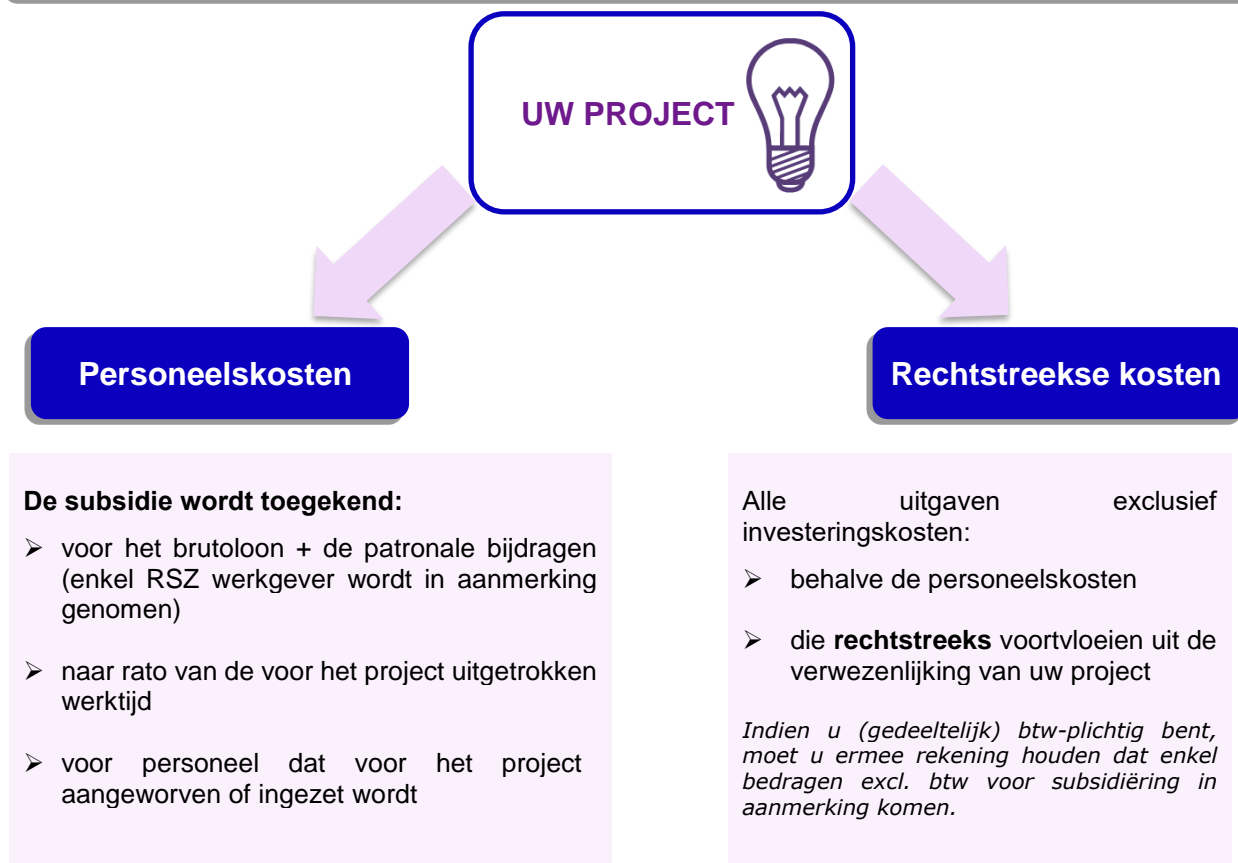 UW PROJECT
Personeelskosten
Rechtstreekse kosten
De subsidie wordt toegekend:
➢ voor het brutoloon + de patronale bijdragen
(enkel RSZ werkgever wordt in aanmerking
genomen)
➢ naar rato van de voor het project uitgetrokken
werktijd
➢ voor personeel dat voor het project
aangeworven of ingezet wordt
Alle uitgaven exclusief
investeringskosten:
➢ behalve de personeelskosten
➢ die rechtstreeks voortvloeien uit de
verwezenlijking van uw project
Indien u (gedeeltelijk) btw-plichtig bent,
moet u ermee rekening houden dat enkel
bedragen excl. btw voor subsidiëring in
aanmerking komen.